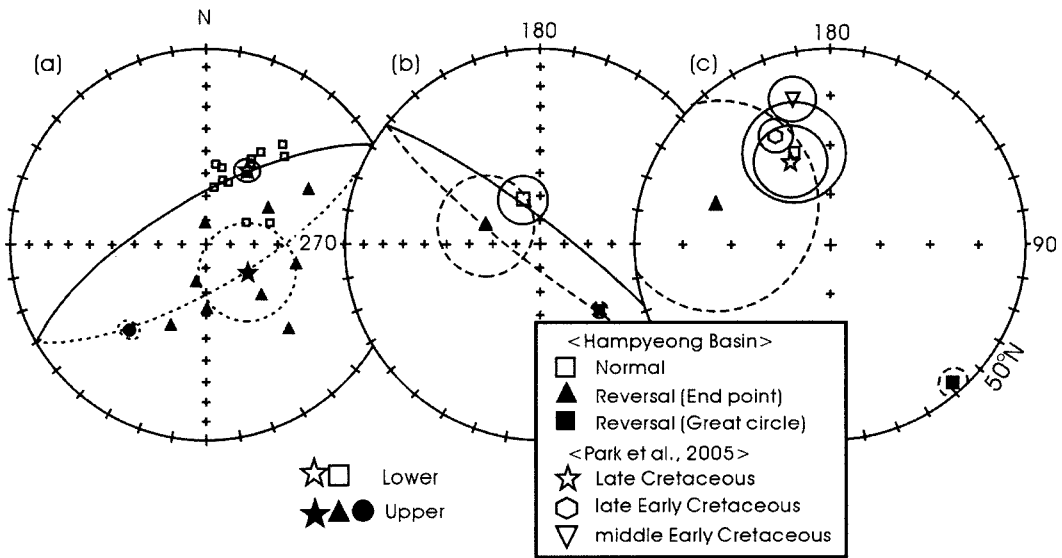 N
(a)
180
(b)
270
180
(c)
90
50°N
<Hampyeong Basin>
Normal
Reversal (End point)
Reversal (Great circle)
<Park et al., 2005>
Late Cretaceous
late Early Cretaceous
middle Early Cretaceous
Lower
Upper